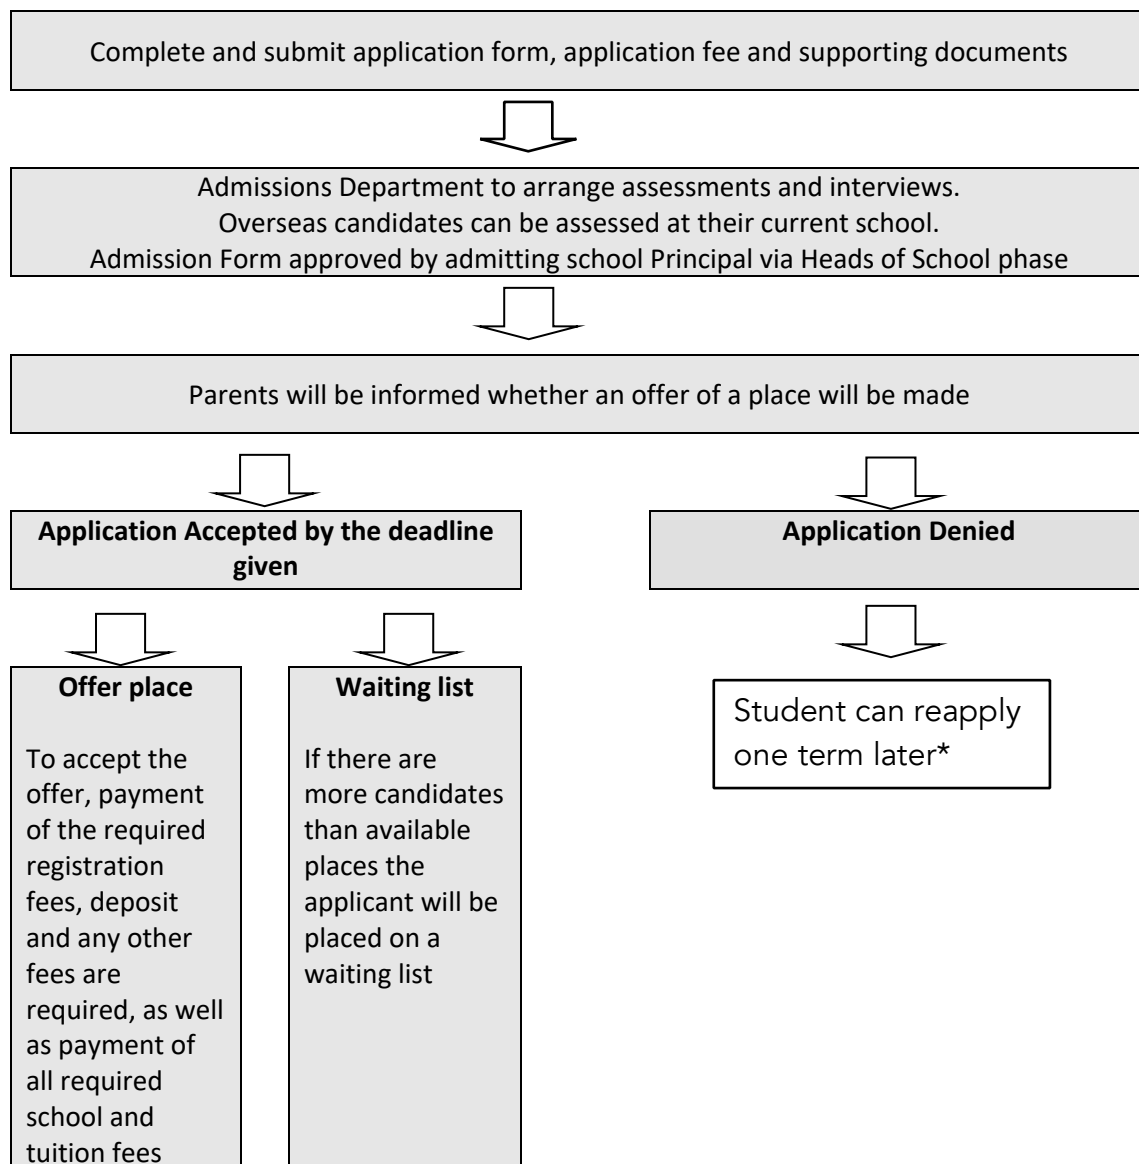 Complete and submit application form, application fee and supporting documents
Admissions Department to arrange assessments and interviews.
Overseas candidates can be assessed at their current school.
Admission Form approved by admitting school Principal via Heads of School phase
Parents will be informed whether an offer of a place will be made
Application Accepted by the deadline
given
Application Denied
Offer place
To accept the
offer, payment
of the required
registration
fees, deposit
and any other
fees are
required, as well
as payment of
all required
school and
tuition fees
Waiting list
If there are
more candidates
than available
places the
applicant will be
placed on a
waiting list
Student can reapply
one term later*